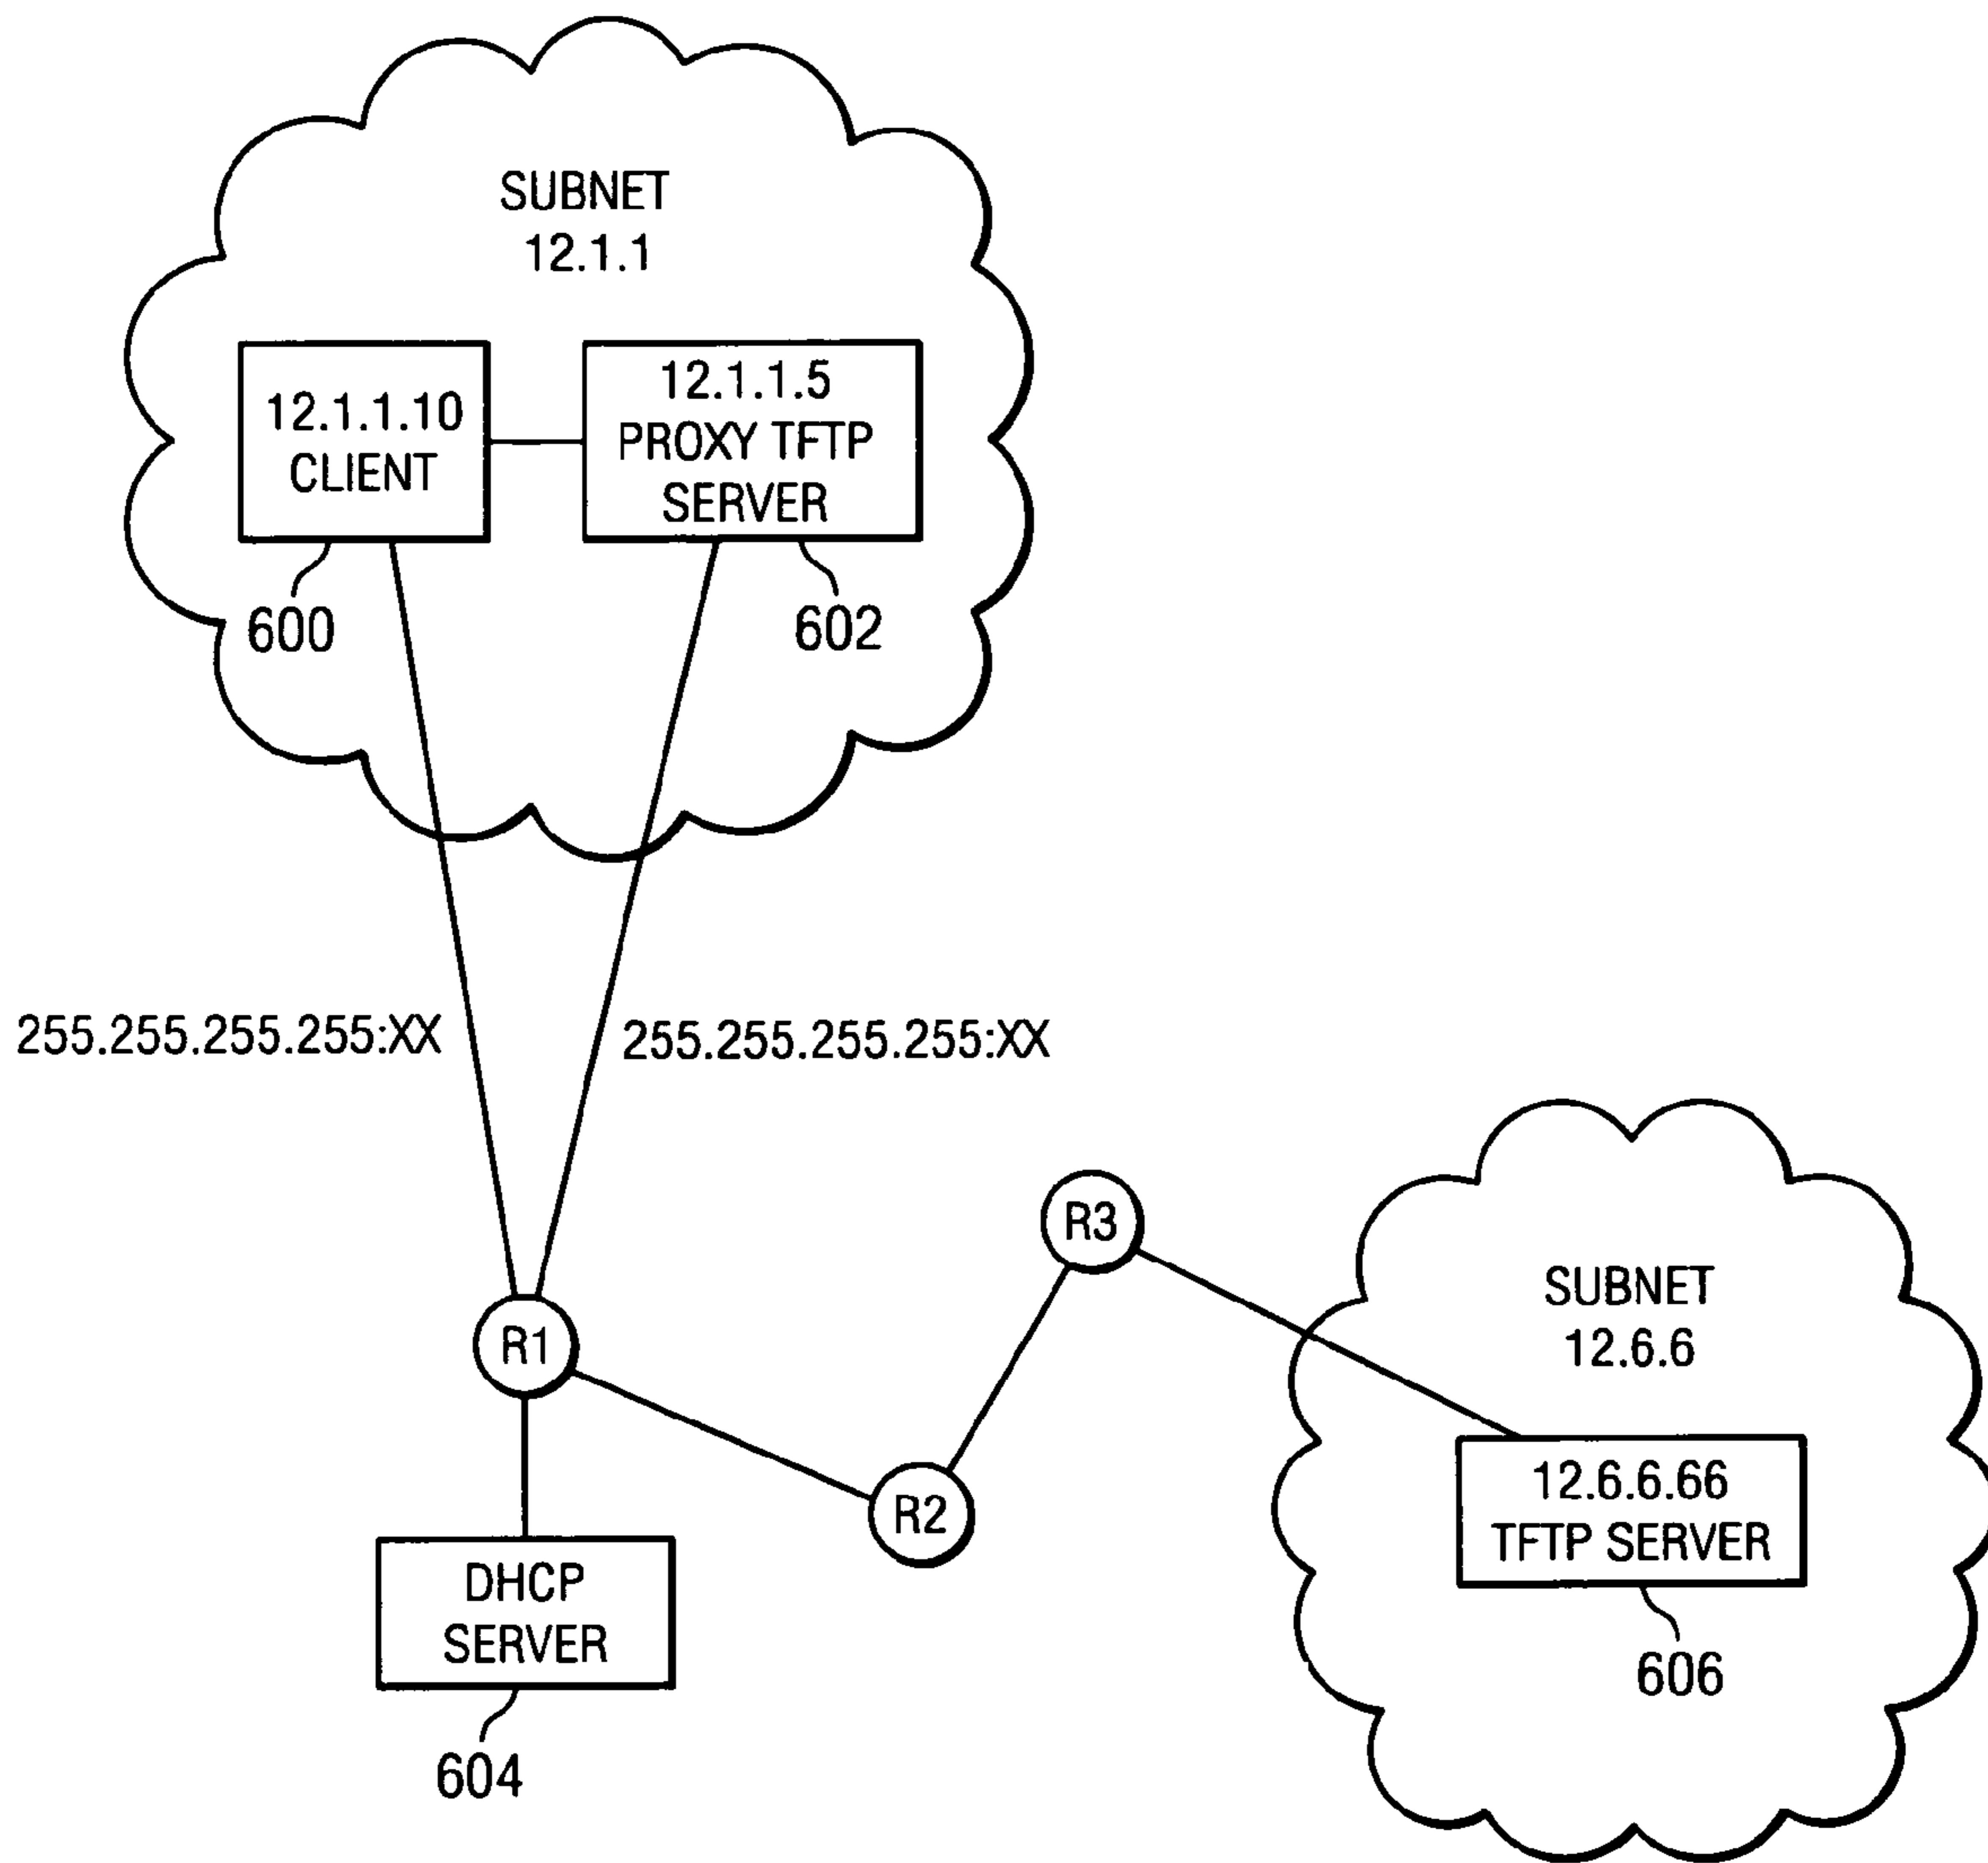 SUBNET
12.1.1
12.1.1.10
CLIENT
12.1.1.5
PROXY TFTP
SERVER
600
602
255.255.255.255:XX
255.255.255.255:XX
R3
R1
SUBNET
12.6.6
R2
12.6.6.66
TFTP SERVER
DHCP
SERVER
606
604